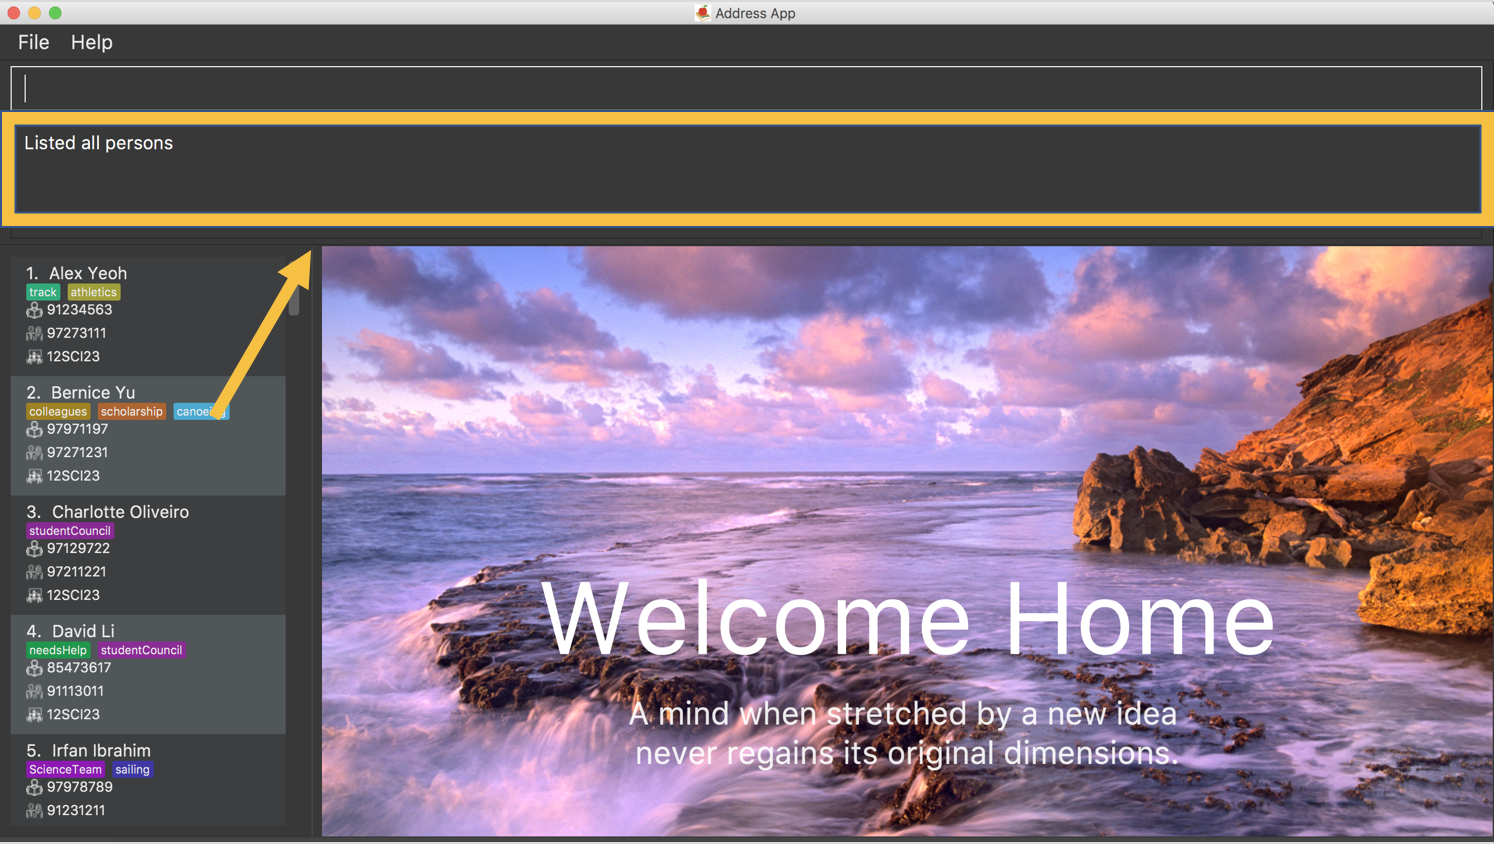 Address App
File Help
Listed all persons
1. Alex Yeoh
track athletics
91234563
97273111
12SCI23
2. Bernice Yu
colleagues scholarship
97971197
97271231
12SCI23
3. Charlotte Oliveiro
studentCouncil
97129722
97211221
12SCI23
4. David Li
needsHelp studentCouncil
85473617
91113011
12SCI23
5. Irfan Ibrahim
ScienceTeam sailing
97978789
91231211
Welcome Home
A mind when stretched by a new idea
never regains its original dimensions.